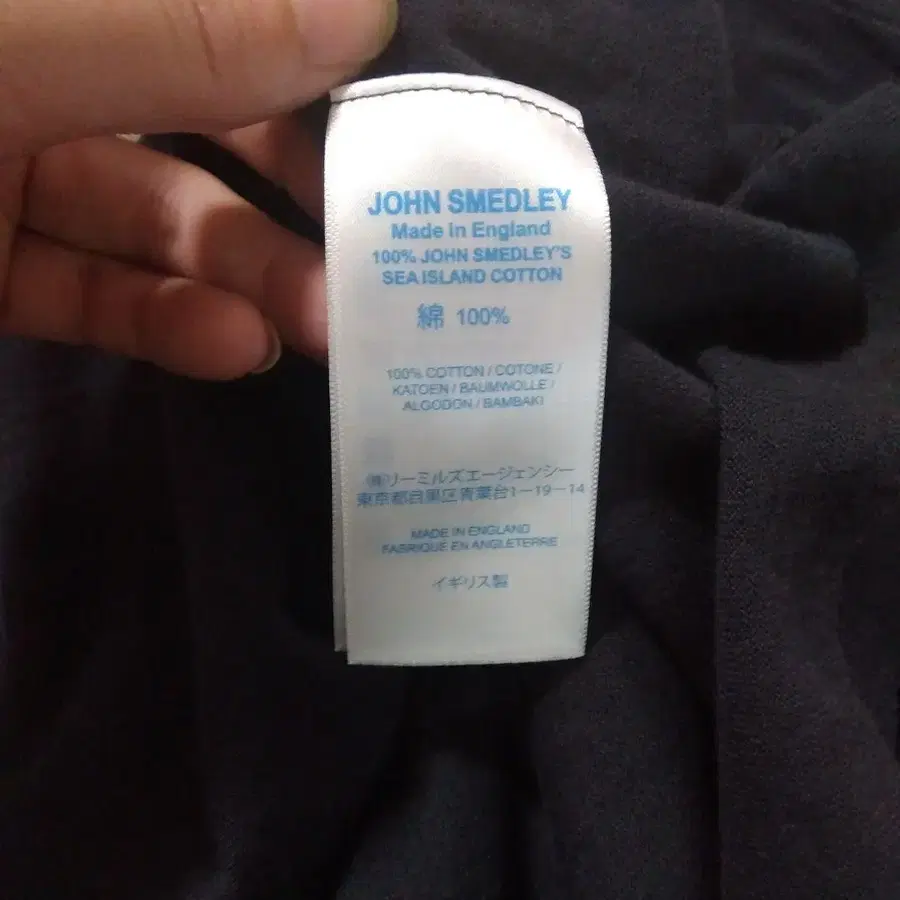 JOHN SMEDLEY
Made in England
100% JOHN SMEDLEY'S
SEA ISLAND COTTON
綿 100%
100% COTTON / COTONE /
KATOEN / BAUMWOLLE /
ALGODON / BAMBAKI
㈱リーミルズエージェンシー
東京都目黒区青葉台1-19-14
MADE IN ENGLAND
FABRIQUE EN ANGLETERRE
イギリス製